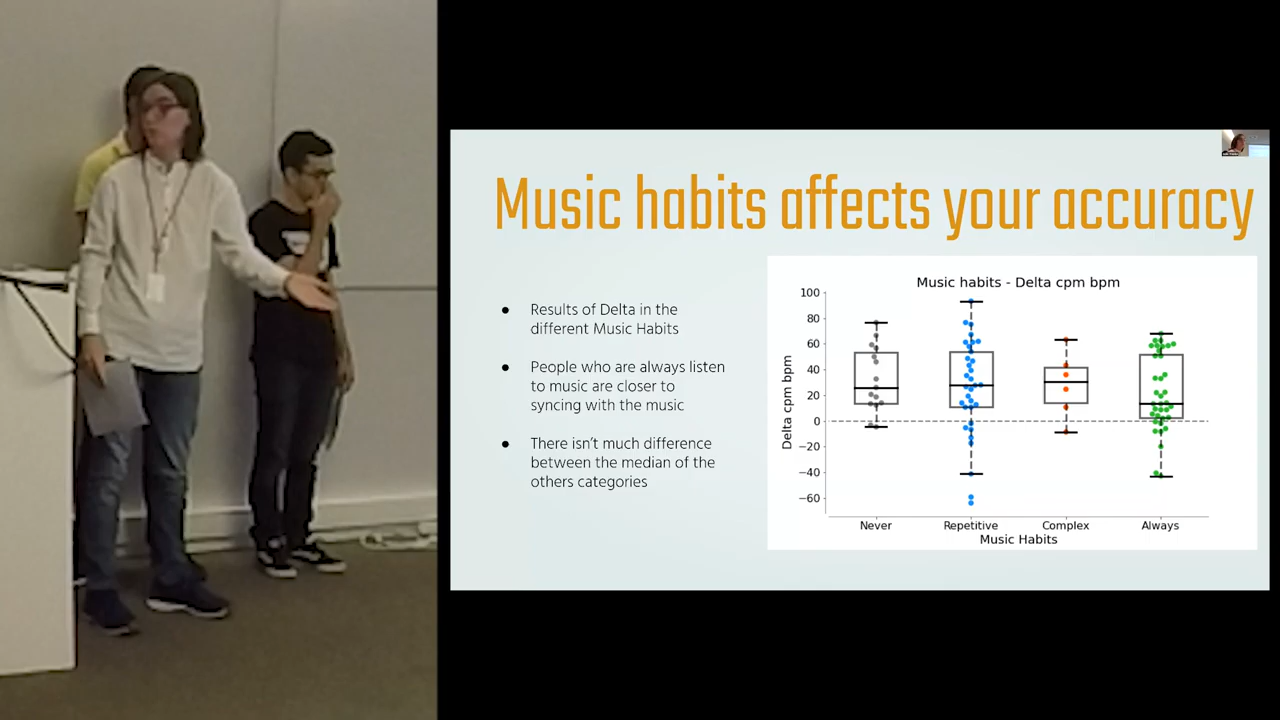 Music habits affects your accuracy
● Results of Delta in the
different Music Habits
● People who are always listen
to music are closer to
syncing with the music
● There isn't much difference
between the median of the
others categories
Music habits - Delta cpm bpm
100
80
60
40
20
0
−20
−40
−60
Delta cpm bpm
Never Repetitive Complex Always
Music Habits